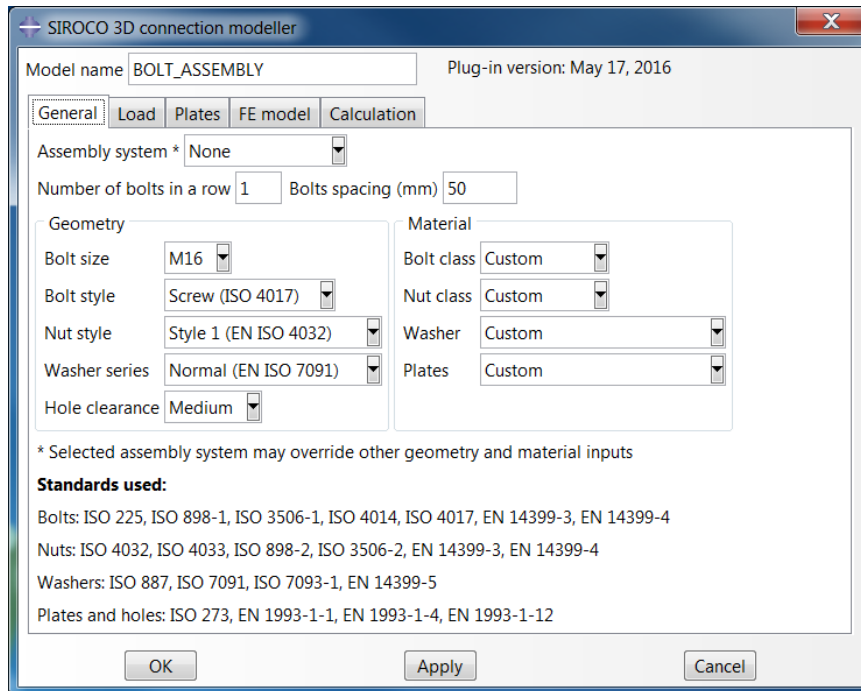 SIROCO 3D connection modeller
Model name BOLT_ASSEMBLY Plug-in version: May 17, 2016
General Load Plates FE model Calculation
Assembly system * None
Number of bolts in a row 1 Bolts spacing (mm) 50
Geometry
Bolt size M16
Bolt style Screw (ISO 4017)
Nut style Style 1 (EN ISO 4032)
Washer series Normal (EN ISO 7091)
Hole clearance Medium
Material
Bolt class Custom
Nut class Custom
Washer Custom
Plates Custom
* Selected assembly system may override other geometry and material inputs
Standards used:
Bolts: ISO 225, ISO 898-1, ISO 3506-1, ISO 4014, ISO 4017, EN 14399-3, EN 14399-4
Nuts: ISO 4032, ISO 4033, ISO 898-2, ISO 3506-2, EN 14399-3, EN 14399-4
Washers: ISO 887, ISO 7091, ISO 7093-1, EN 14399-5
Plates and holes: ISO 273, EN 1993-1-1, EN 1993-1-4, EN 1993-1-12
OK Apply Cancel